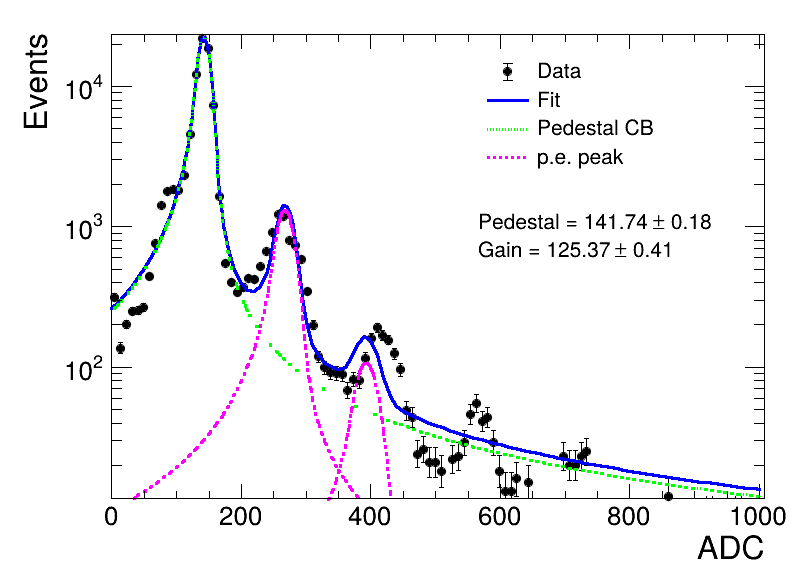 Events
10^4
10^3
10^2
Data
Fit
Pedestal CB
p.e. peak
Pedestal = 141.74 ± 0.18
Gain = 125.37 ± 0.41
0 200 400 600 800 1000
ADC